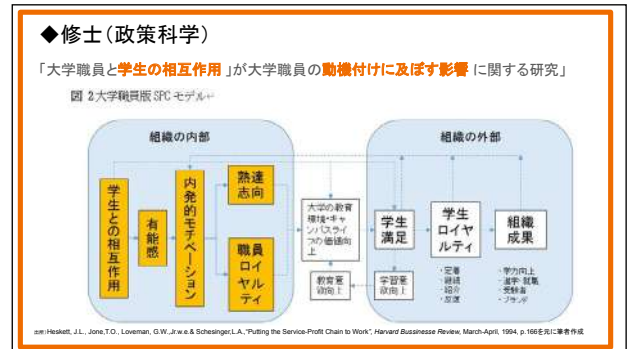 ◆修士(政策科学)
「大学職員と学生の相互作用」が大学職員の動機付けに及ぼす影響 に関する研究」
図 2 大学職員版 SPC モデル↵
組織の内部
組織の外部
学生との相互作用
有能感
内発的モチベーション
熟達
志向
職員
ロイ
ヤル
ティ
大学の教育
環境・キャ
ンパスライ
フの価値向
上
教育意
欲向上
学生
満足
学習意
欲向上
学生
ロイヤ
ルティ
・定着
・継続
・紹介
・支援
組織
成果
・学力向上
・進学・就職
・受験者
・ブランド
出所:Heskett, J.L., Jone,T.O., Loveman, G.W.,Jr.w.e.& Schesinger,L.A.,"Putting the Service-Profit Chain to Work", Harvard Bussinesse Review, March-April, 1994, p.166を元に筆者作成